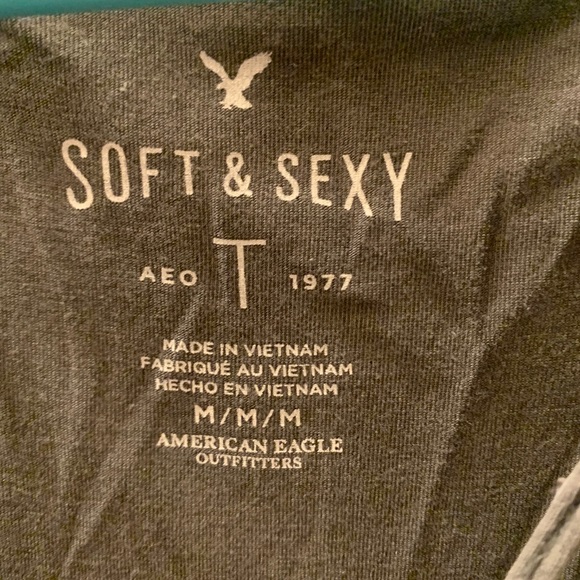 SOFT & SEXY
AEO T 1977
MADE IN VIETNAM
FABRIQUÉ AU VIETNAM
HECHO EN VIETNAM
M/M/M
AMERICAN EAGLE
OUTFITTERS